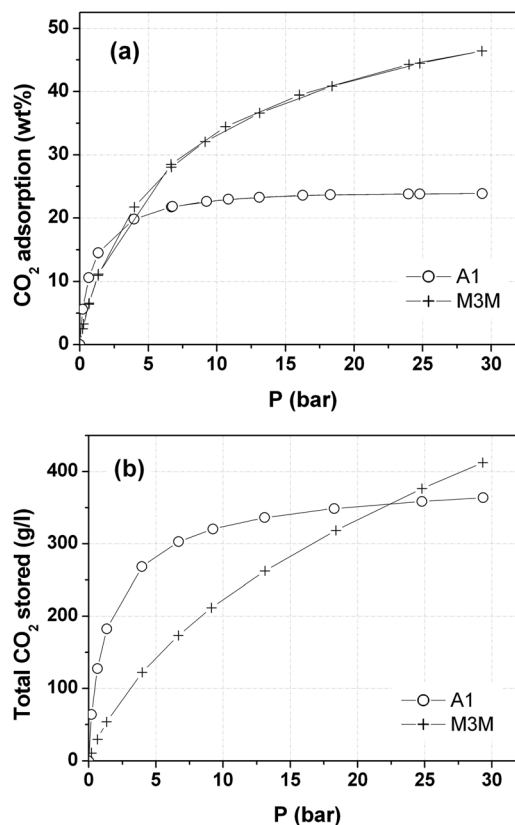 (a)
CO2 adsorption (wt%)
50
40
30
20
10
0
A1
M3M
0 5 10 15 20 25 30
P (bar)
(b)
Total CO2 stored (g/l)
400
300
200
100
0
A1
M3M
0 5 10 15 20 25 30
P (bar)